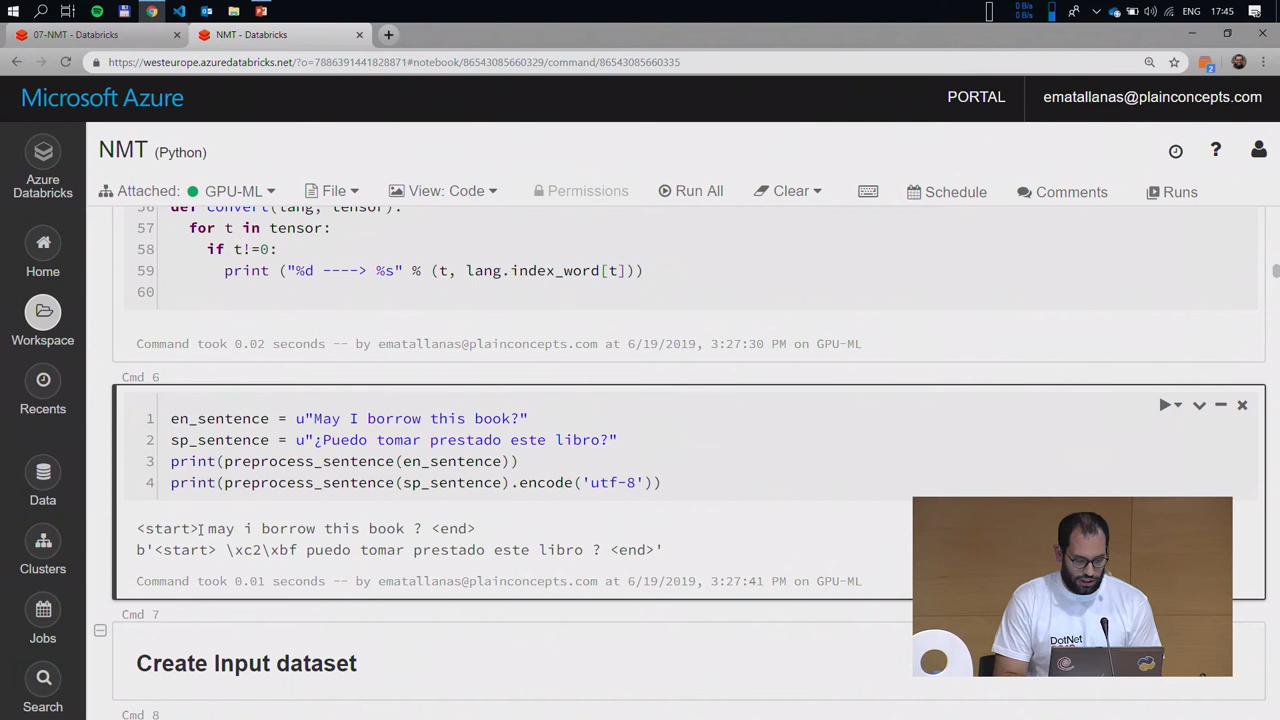 ENG
17:45
07-NMT - Databricks
NMT - Databricks
https://westeurope.azuredatabricks.net/?o=7886391441828871#notebook/86543085660329/command/86543085660335
Microsoft Azure
PORTAL
ematallanas@plainconcepts.com
NMT (Python)
Attached: GPU-ML File View: Code Permissions Run All Clear Schedule Comments Runs
Azure
Databricks
Home
Workspace
Recents
Data
Clusters
Jobs
Search
56 def convert(lang, tensor):
57 for t in tensor:
58 if t!=0:
59 print ("%d ----> %s" % (t, lang.index_word[t]))
60
Command took 0.02 seconds -- by ematallanas@plainconcepts.com at 6/19/2019, 3:27:30 PM on GPU-ML
Cmd 6
1 en_sentence = u"May I borrow this book?"
2 sp_sentence = u"¿Puedo tomar prestado este libro?"
3 print(preprocess_sentence(en_sentence))
4 print(preprocess_sentence(sp_sentence).encode('utf-8'))
<start> may i borrow this book ? <end>
b'<start> \xc2\xbf puedo tomar prestado este libro ? <end>'
Command took 0.01 seconds -- by ematallanas@plainconcepts.com at 6/19/2019, 3:27:41 PM on GPU-ML
Cmd 7
Create Input dataset
Cmd 8
DotNet